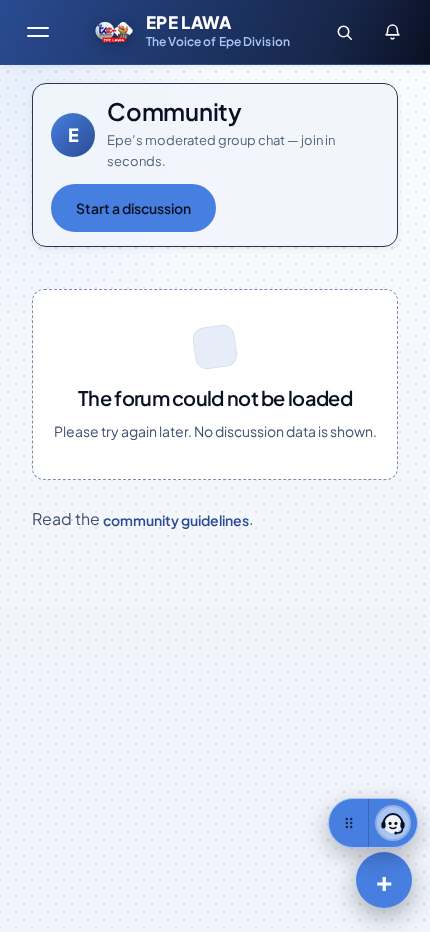 EPE LAWA
The Voice of Epe Division
E
Community
Epe's moderated group chat — join in
seconds.
Start a discussion
The forum could not be loaded
Please try again later. No discussion data is shown.
Read the community guidelines.
+